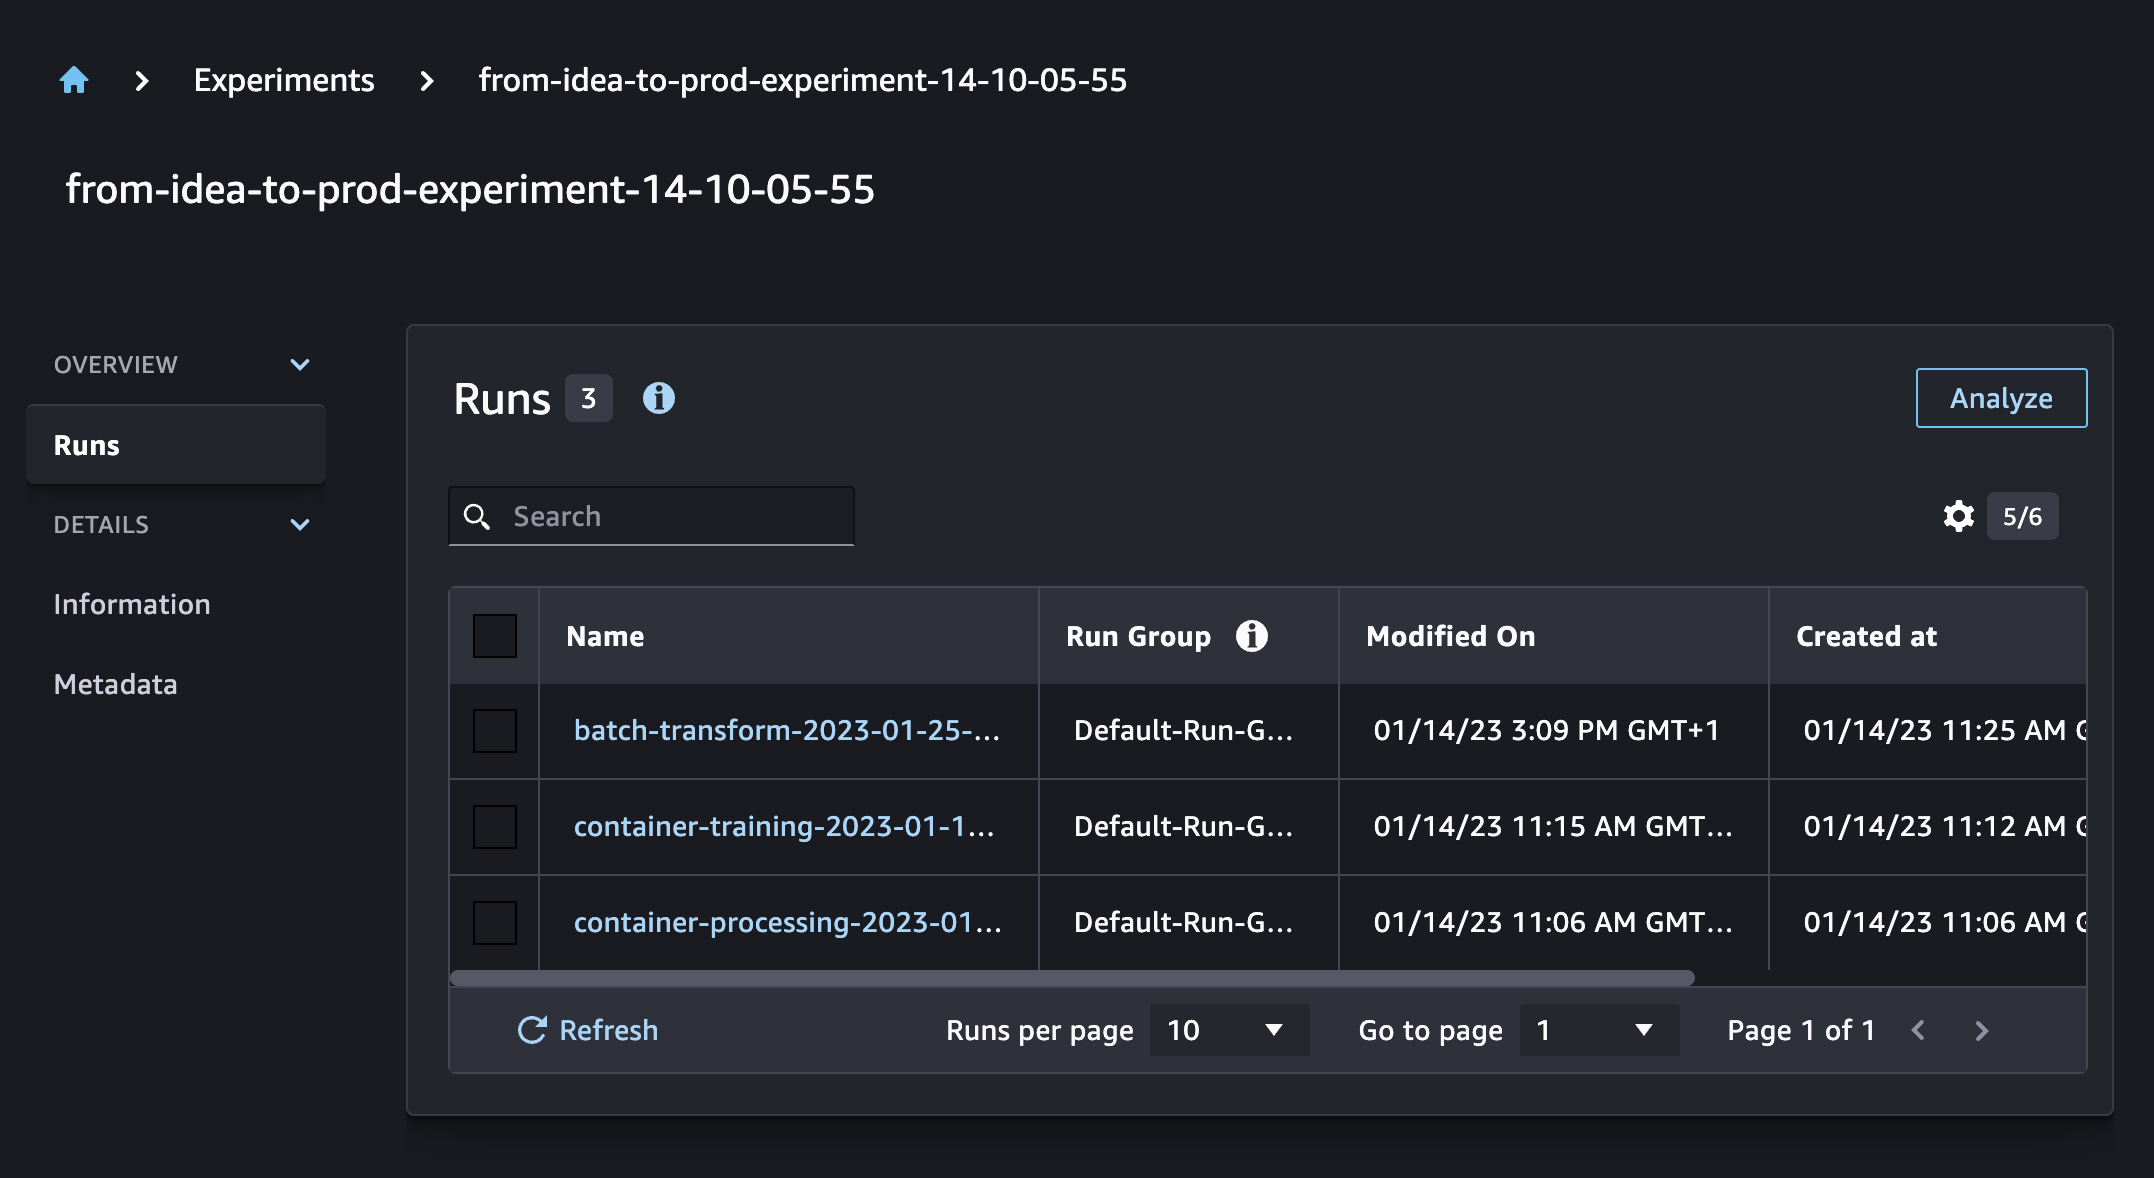 Experiments from-idea-to-prod-experiment-14-10-05-55
from-idea-to-prod-experiment-14-10-05-55
OVERVIEW
Runs
DETAILS
Information
Metadata
Runs 3 Analyze
Search 5/6
Name Run Group Modified On Created at
batch-transform-2023-01-25-... Default-Run-G... 01/14/23 3:09 PM GMT+1 01/14/23 11:25 AM
container-training-2023-01-1... Default-Run-G... 01/14/23 11:15 AM GMT... 01/14/23 11:12 AM
container-processing-2023-01... Default-Run-G... 01/14/23 11:06 AM GMT... 01/14/23 11:06 AM
Refresh Runs per page 10 Go to page 1 Page 1 of 1